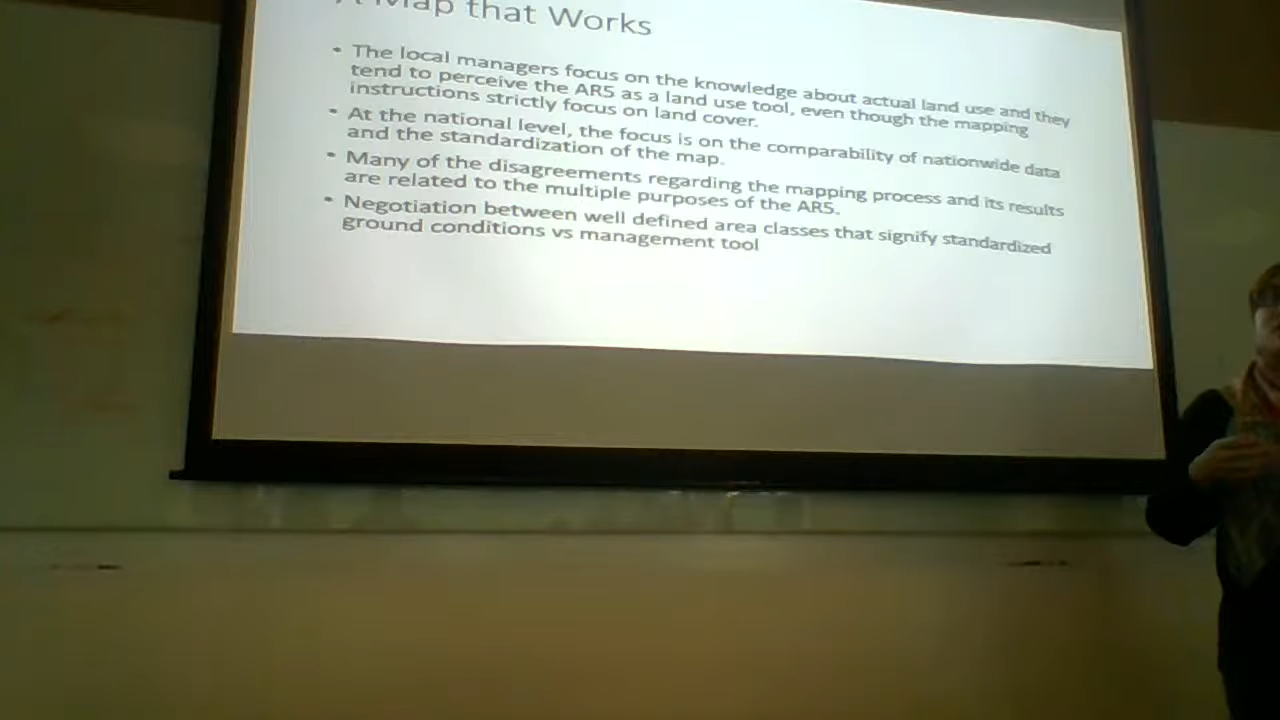 A Map that Works
• The local managers focus on the knowledge about actual land use and they
tend to perceive the AR5 as a land use tool, even though the mapping
instructions strictly focus on land cover.
• At the national level, the focus is on the comparability of nationwide data
and the standardization of the map.
• Many of the disagreements regarding the mapping process and its results
are related to the multiple purposes of the AR5.
• Negotiation between well defined area classes that signify standardized
ground conditions vs management tool